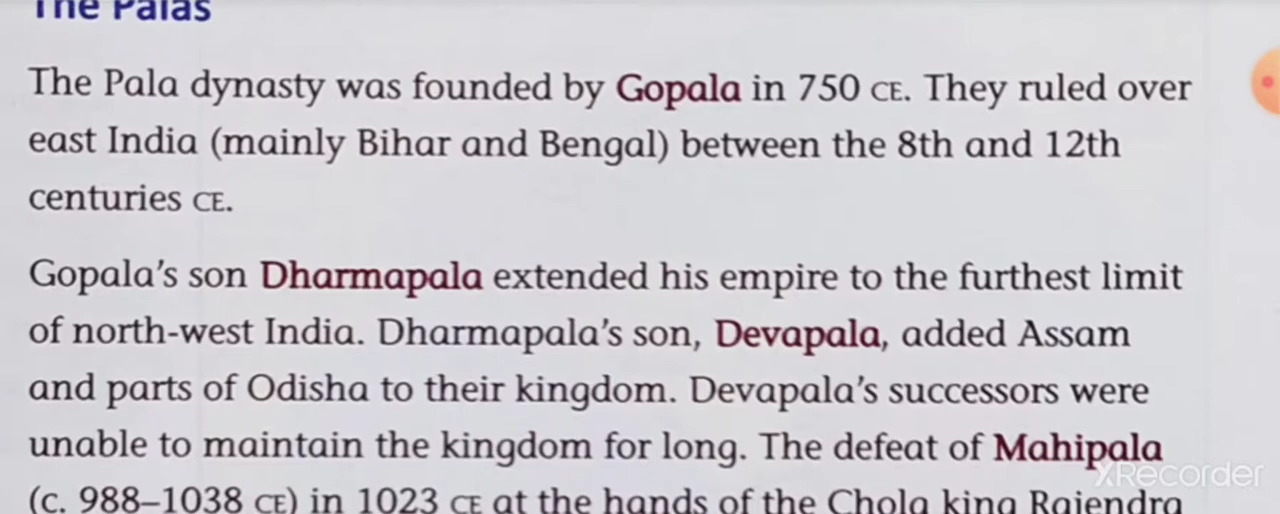 The Palas
The Pala dynasty was founded by Gopala in 750 CE. They ruled over
east India (mainly Bihar and Bengal) between the 8th and 12th
centuries CE.
Gopala's son Dharmapala extended his empire to the furthest limit
of north-west India. Dharmapala's son, Devapala, added Assam
and parts of Odisha to their kingdom. Devapala's successors were
unable to maintain the kingdom for long. The defeat of Mahipala
XRecorder
(c. 988–1038 CE) in 1023 CE at the hands of the Chola king Rajendra